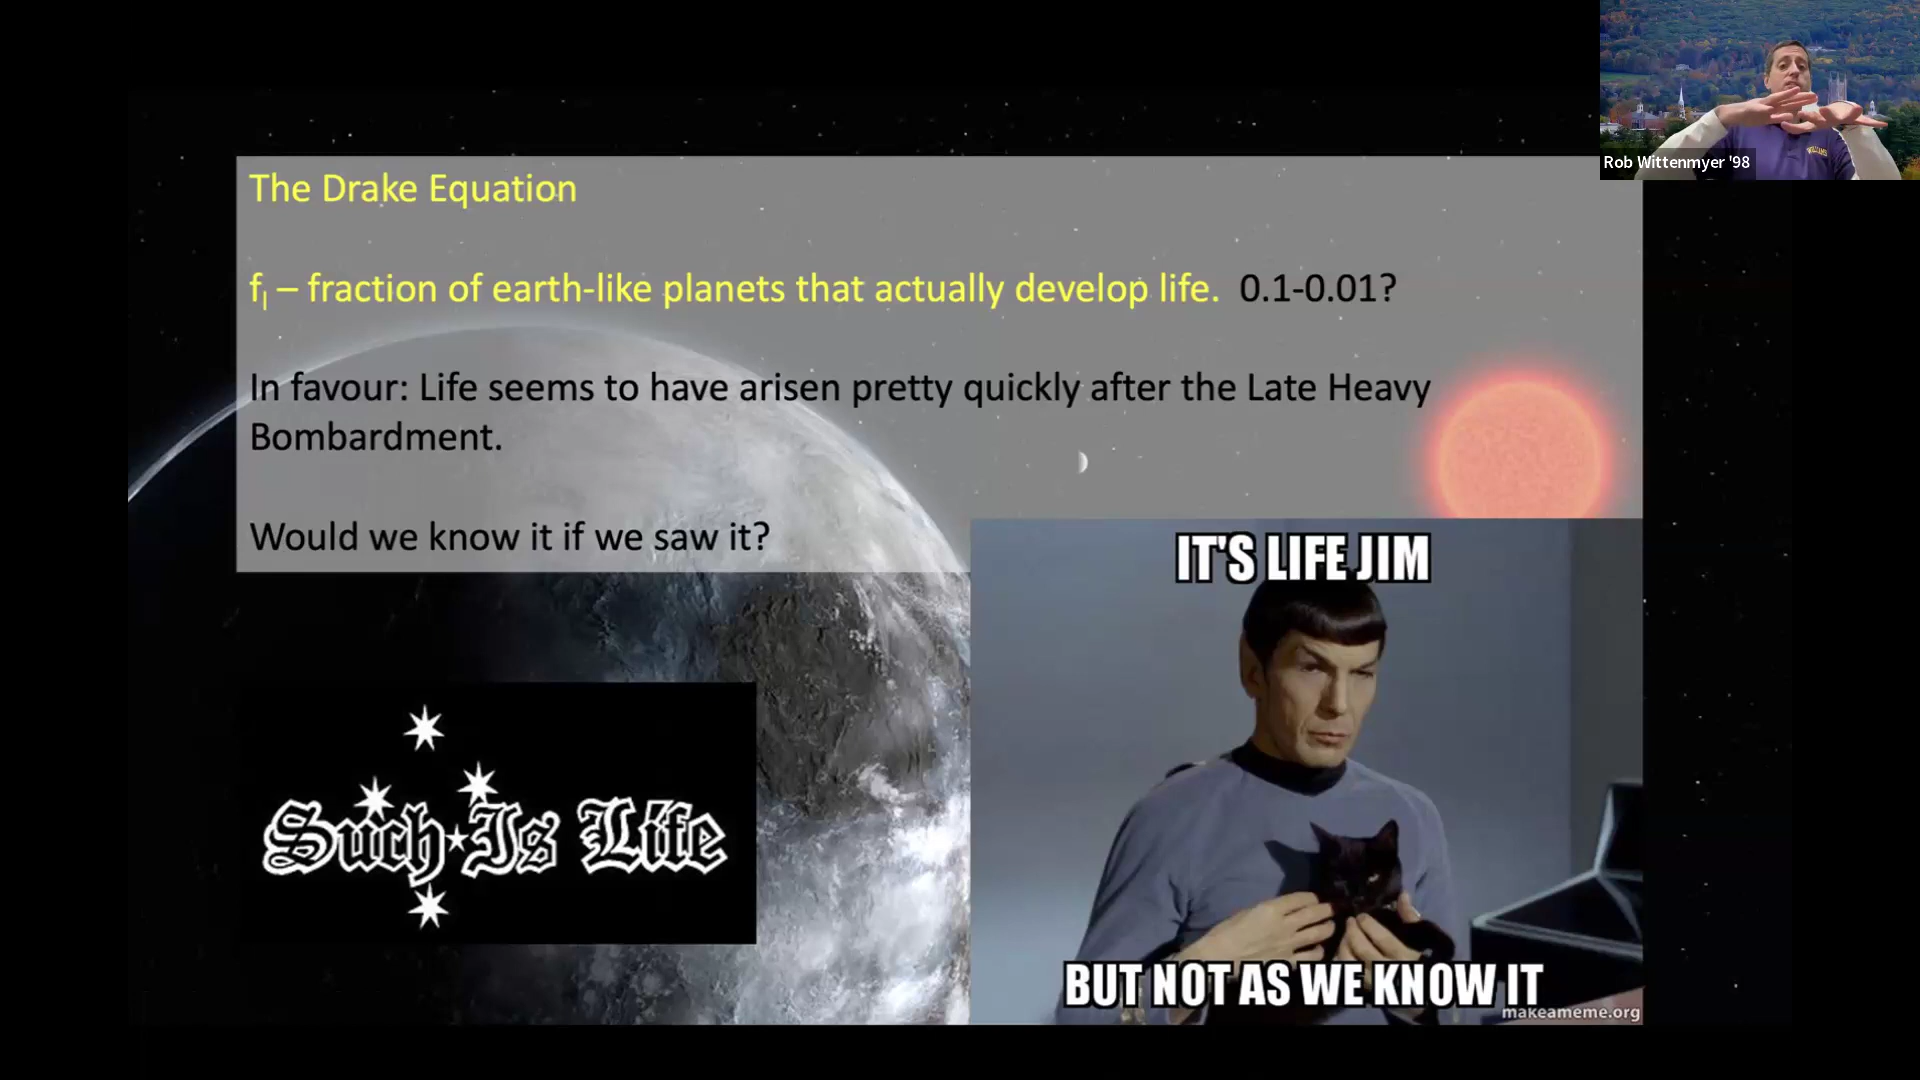 The Drake Equation
fl – fraction of earth-like planets that actually develop life. 0.1-0.01?
In favour: Life seems to have arisen pretty quickly after the Late Heavy
Bombardment.
Would we know it if we saw it?
Such Is Life
IT'S LIFE JIM
BUT NOT AS WE KNOW IT
makeameme.org
WILLIAMS
Rob Wittenmyer '98